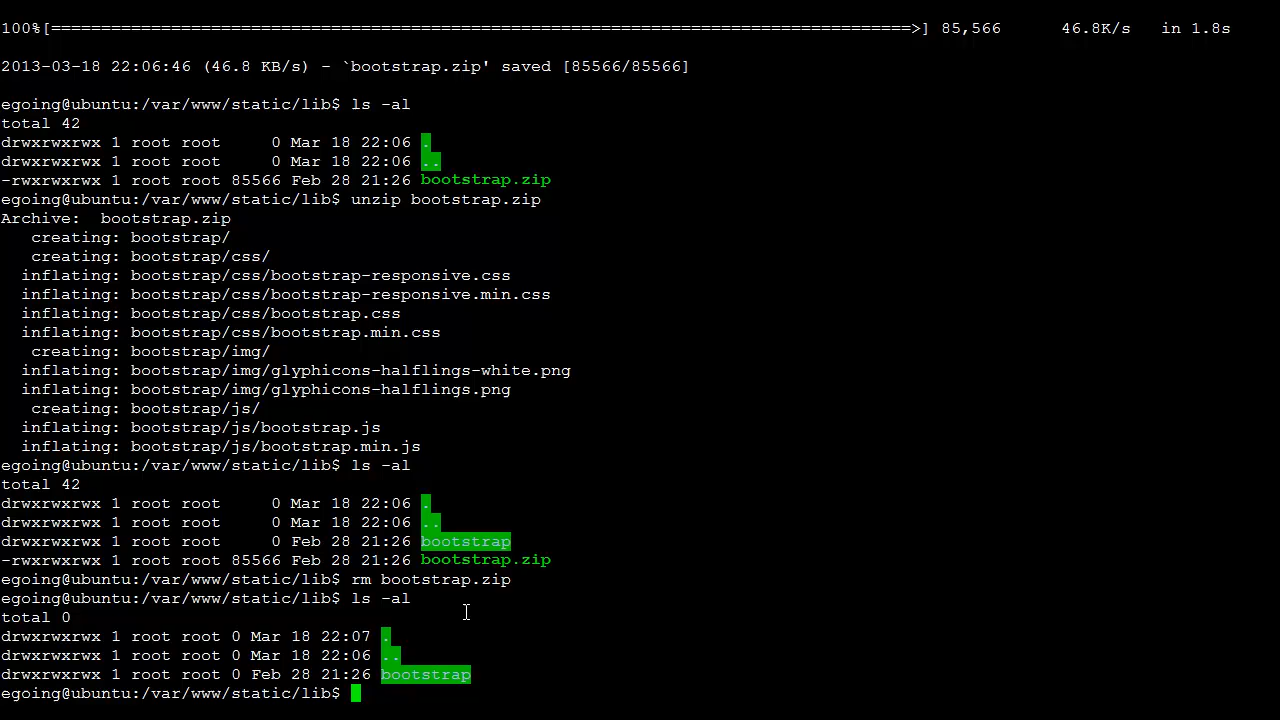 100%[======================================================================================>] 85,566      46.8K/s   in 1.8s
2013-03-18 22:06:46 (46.8 KB/s) - `bootstrap.zip' saved [85566/85566]
egoing@ubuntu:/var/www/static/lib$ ls -al
total 42
drwxrwxrwx 1 root root     0 Mar 18 22:06 .
drwxrwxrwx 1 root root     0 Mar 18 22:06 ..
-rwxrwxrwx 1 root root 85566 Feb 28 21:26 bootstrap.zip
egoing@ubuntu:/var/www/static/lib$ unzip bootstrap.zip
Archive:  bootstrap.zip
   creating: bootstrap/
   creating: bootstrap/css/
  inflating: bootstrap/css/bootstrap-responsive.css
  inflating: bootstrap/css/bootstrap-responsive.min.css
  inflating: bootstrap/css/bootstrap.css
  inflating: bootstrap/css/bootstrap.min.css
   creating: bootstrap/img/
  inflating: bootstrap/img/glyphicons-halflings-white.png
  inflating: bootstrap/img/glyphicons-halflings.png
   creating: bootstrap/js/
  inflating: bootstrap/js/bootstrap.js
  inflating: bootstrap/js/bootstrap.min.js
egoing@ubuntu:/var/www/static/lib$ ls -al
total 42
drwxrwxrwx 1 root root     0 Mar 18 22:06 .
drwxrwxrwx 1 root root     0 Mar 18 22:06 ..
drwxrwxrwx 1 root root     0 Feb 28 21:26 bootstrap
-rwxrwxrwx 1 root root 85566 Feb 28 21:26 bootstrap.zip
egoing@ubuntu:/var/www/static/lib$ rm bootstrap.zip
egoing@ubuntu:/var/www/static/lib$ ls -al
total 0
drwxrwxrwx 1 root root 0 Mar 18 22:07 .
drwxrwxrwx 1 root root 0 Mar 18 22:06 ..
drwxrwxrwx 1 root root 0 Feb 28 21:26 bootstrap
egoing@ubuntu:/var/www/static/lib$